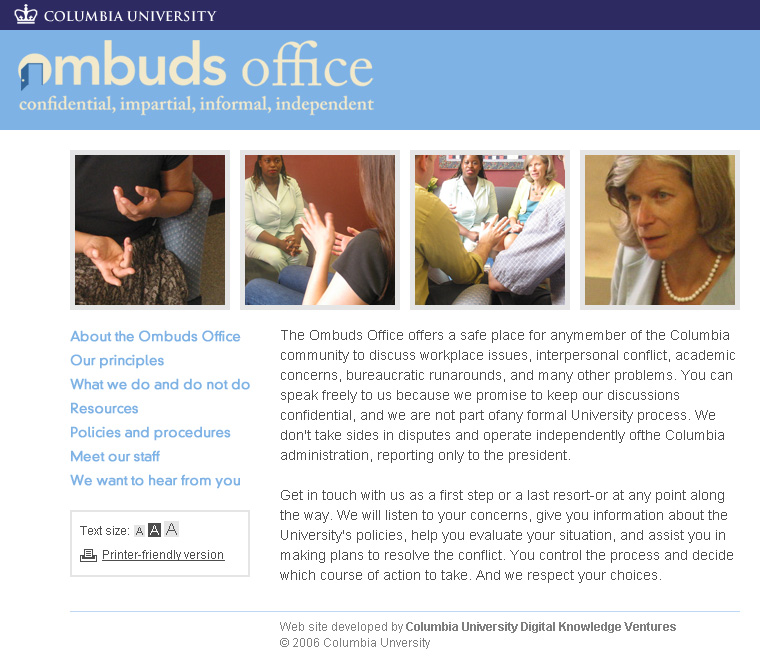 COLUMBIA UNIVERSITY
ombuds office
confidential, impartial, informal, independent
About the Ombuds Office
Our principles
What we do and do not do
Resources
Policies and procedures
Meet our staff
We want to hear from you
Text size: A A A
Printer-friendly version
The Ombuds Office offers a safe place for anymember of the Columbia
community to discuss workplace issues, interpersonal conflict, academic
concerns, bureaucratic runarounds, and many other problems. You can
speak freely to us because we promise to keep our discussions
confidential, and we are not part ofany formal University process. We
don't take sides in disputes and operate independently ofthe Columbia
administration, reporting only to the president.
Get in touch with us as a first step or a last resort-or at any point along
the way. We will listen to your concerns, give you information about the
University's policies, help you evaluate your situation, and assist you in
making plans to resolve the conflict. You control the process and decide
which course of action to take. And we respect your choices.
Web site developed by Columbia Uniuersity Digital Knowledge Ventures
© 2006 Columbia Unversity